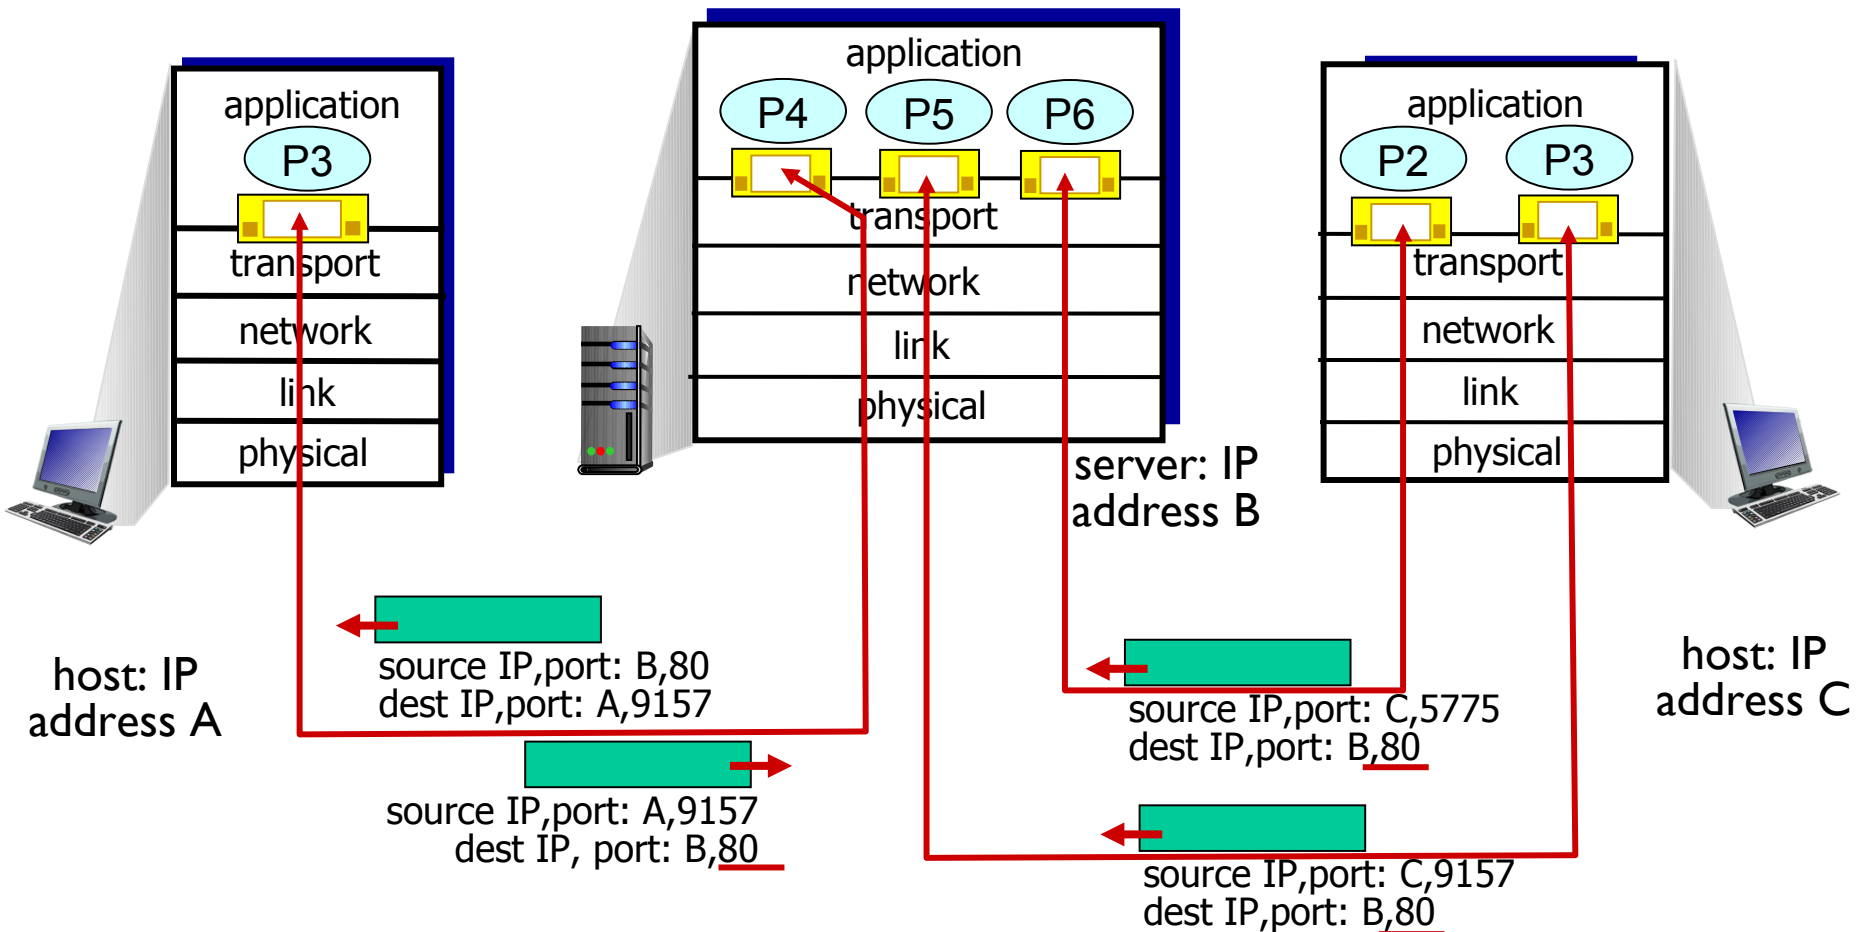 application
P3
transport
network
link
physical
host: IP
address A
application
P4
P5
P6
transport
network
link
physical
server: IP
address B
application
P2
P3
transport
network
link
physical
host: IP
address C
source IP,port: B,80
dest IP,port: A,9157
source IP,port: A,9157
dest IP, port: B,80
source IP,port: C,5775
dest IP,port: B,80
source IP,port: C,9157
dest IP,port: B,80